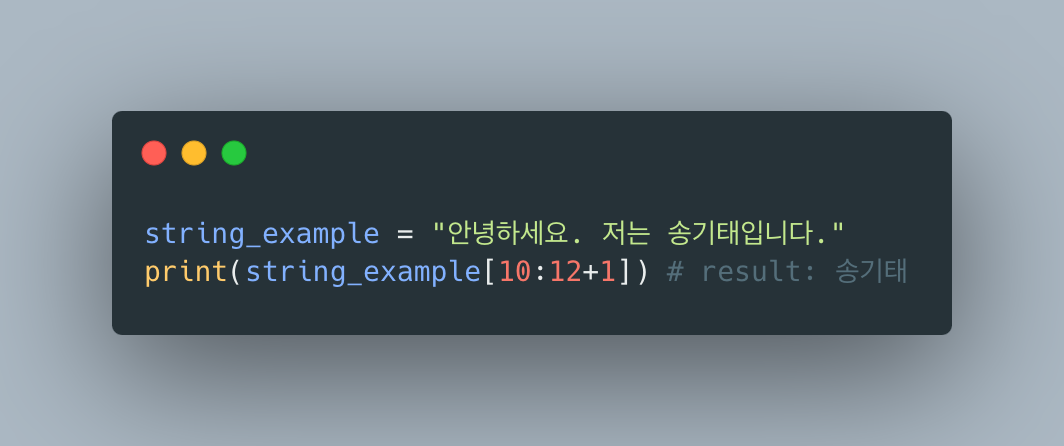 string_example = "안녕하세요. 저는 송기태입니다."
print(string_example[10:12+1]) # result: 송기태